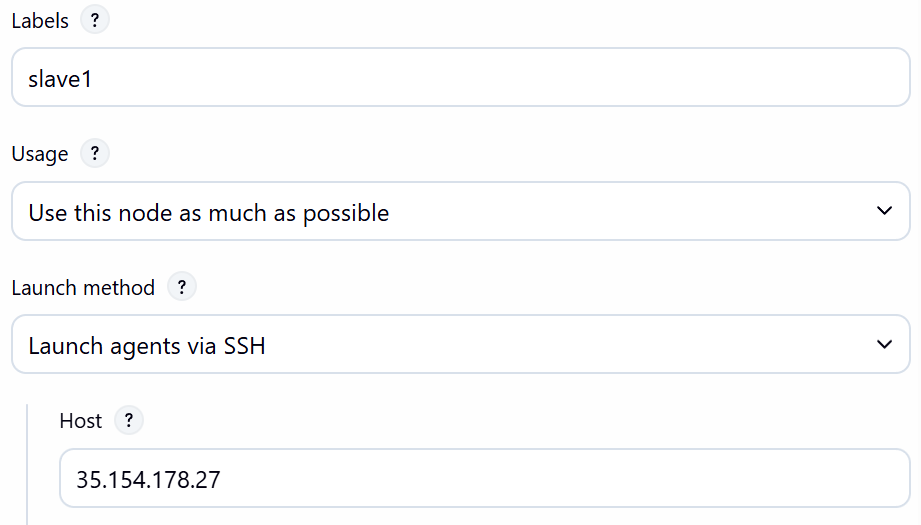 Labels ?
slave1
Usage ?
Use this node as much as possible
Launch method ?
Launch agents via SSH
Host ?
35.154.178.27